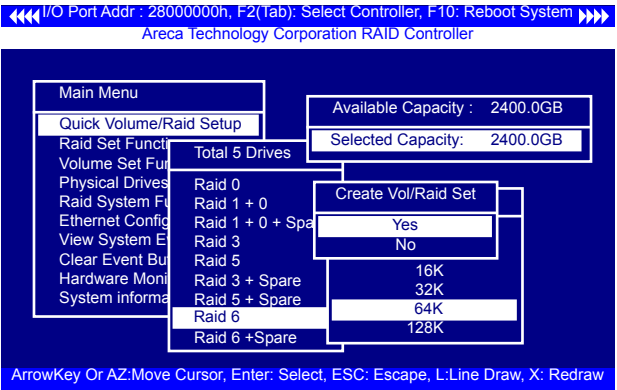 I/O Port Addr : 28000000h, F2(Tab): Select Controller, F10: Reboot System
Areca Technology Corporation RAID Controller
Main Menu
Quick Volume/Raid Setup
Raid Set Functi
Volume Set Fun
Physical Drives
Raid System Fu
Ethernet Config
View System E
Clear Event Bu
Hardware Moni
System informa
Total 5 Drives
Raid 0
Raid 1 + 0
Raid 1 + 0 + Spa
Raid 3
Raid 5
Raid 3 + Spare
Raid 5 + Spare
Raid 6
Raid 6 +Spare
Available Capacity : 2400.0GB
Selected Capacity: 2400.0GB
Create Vol/Raid Set
Yes
No
16K
32K
64K
128K
ArrowKey Or AZ:Move Cursor, Enter: Select, ESC: Escape, L:Line Draw, X: Redraw